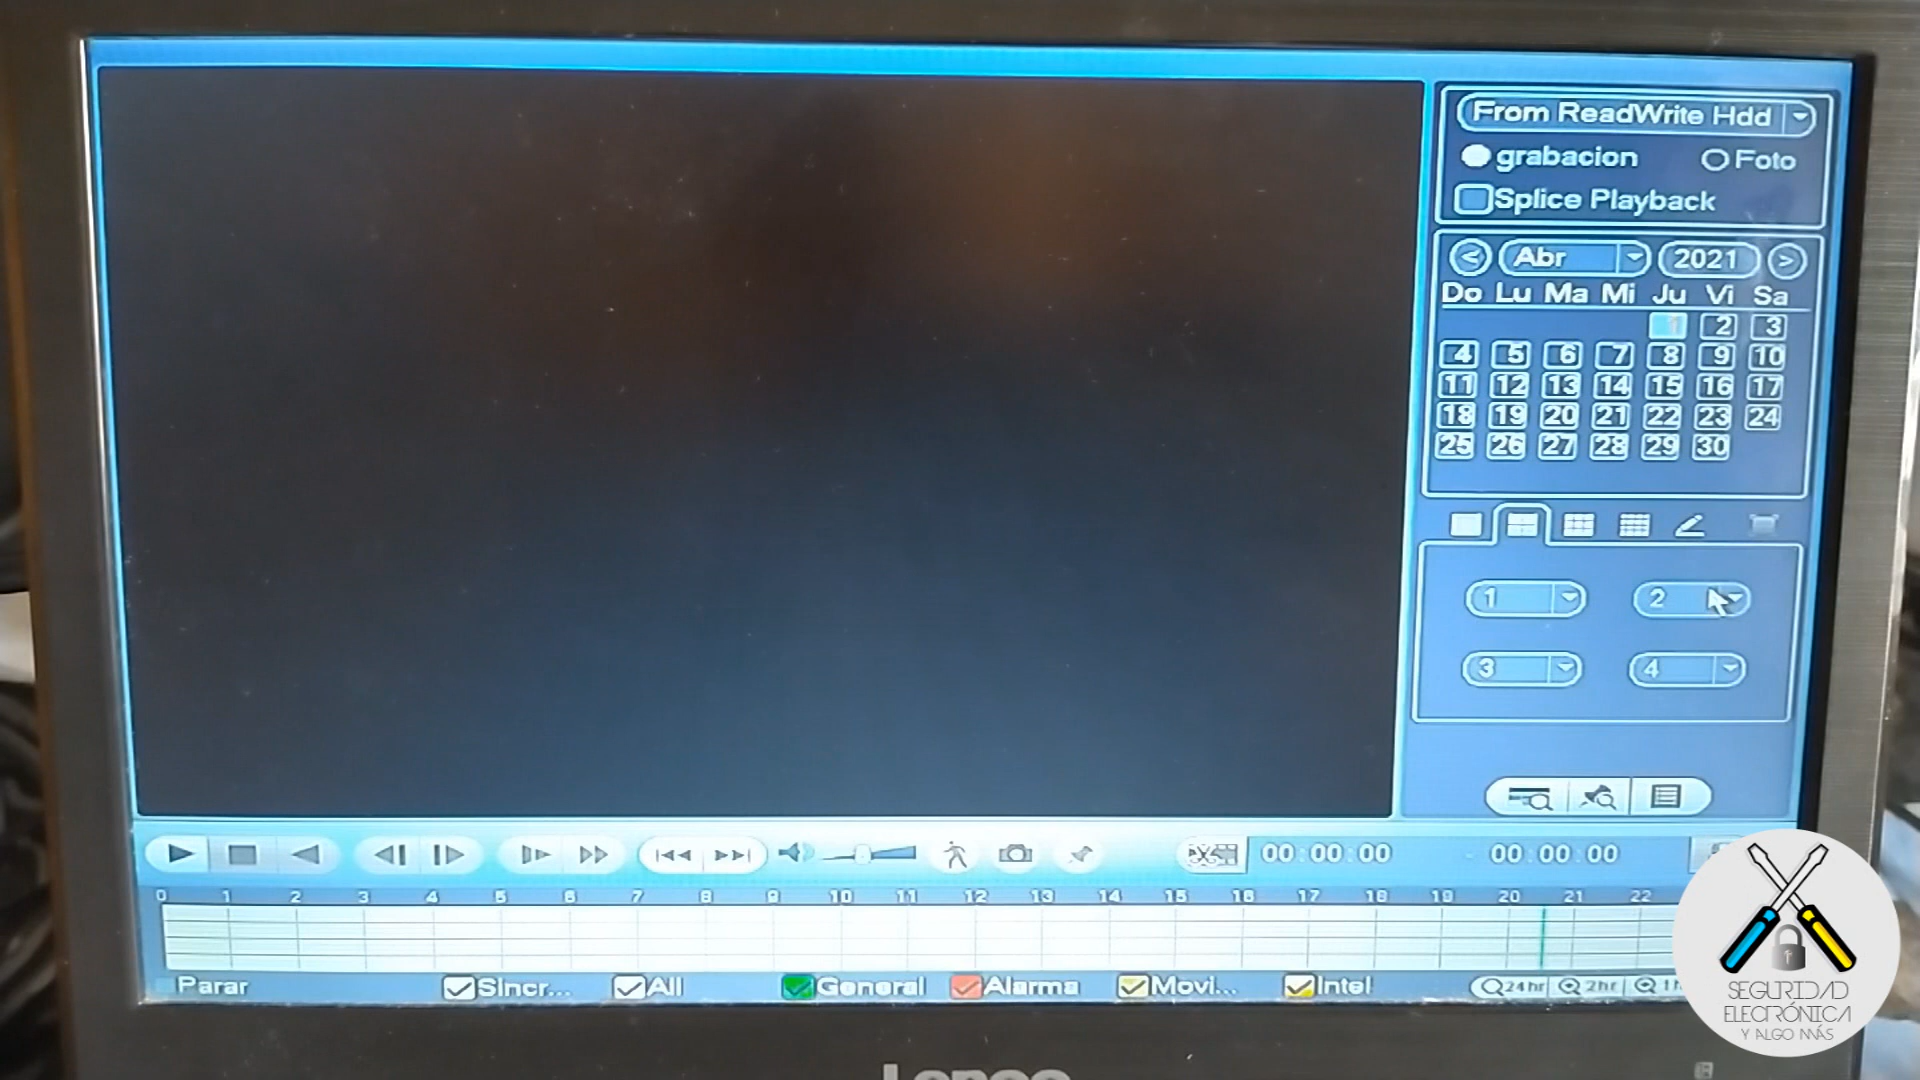 From ReadWrite Hdd
grabacion Foto
Splice Playback
Abr 2021
Do Lu Ma Mi Ju Vi Sa
1 2 3
4 5 6 7 8 9 10
11 12 13 14 15 16 17
18 19 20 21 22 23 24
25 26 27 28 29 30
1 2
3 4
00:00:00 - 00:00:00
0 1 2 3 4 5 6 7 8 9 10 11 12 13 14 15 16 17 18 19 20 21 22
Parar Sincr... All General Alarma Movi... Intel 24hr 2hr
SEGURIDAD
ELECTRÓNICA
Y ALGO MÁS